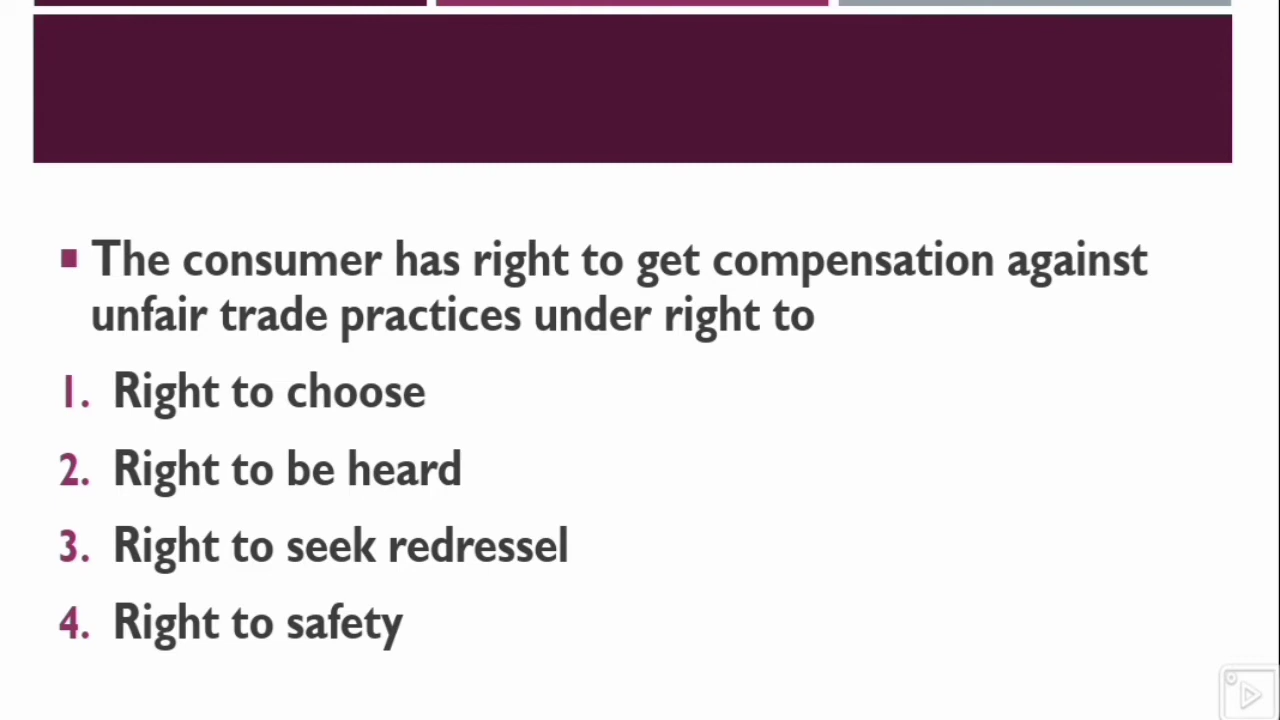 The consumer has right to get compensation against
unfair trade practices under right to
1. Right to choose
2. Right to be heard
3. Right to seek redressel
4. Right to safety